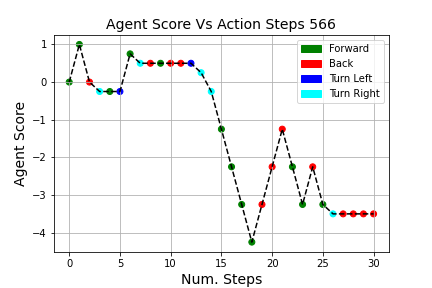 Agent Score Vs Action Steps 566
Agent Score
1
0
−1
−2
−3
−4
Forward
Back
Turn Left
Turn Right
0 5 10 15 20 25 30
Num. Steps